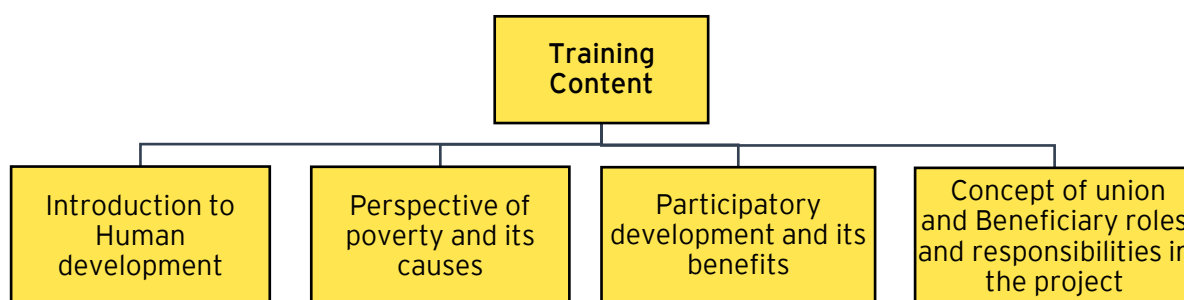 Training
Content
Introduction to
Human
development
Perspective of
poverty and its
causes
Participatory
development and its
benefits
Concept of union
and Beneficiary roles
and responsibilities in
the project